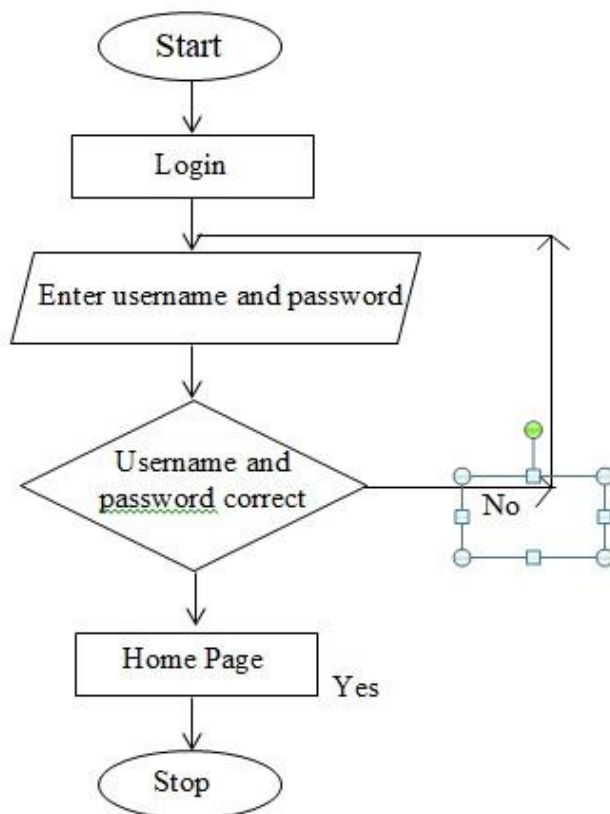 Start
Login
Enter username and password
Username and
password correct
No
Home Page
Yes
Stop